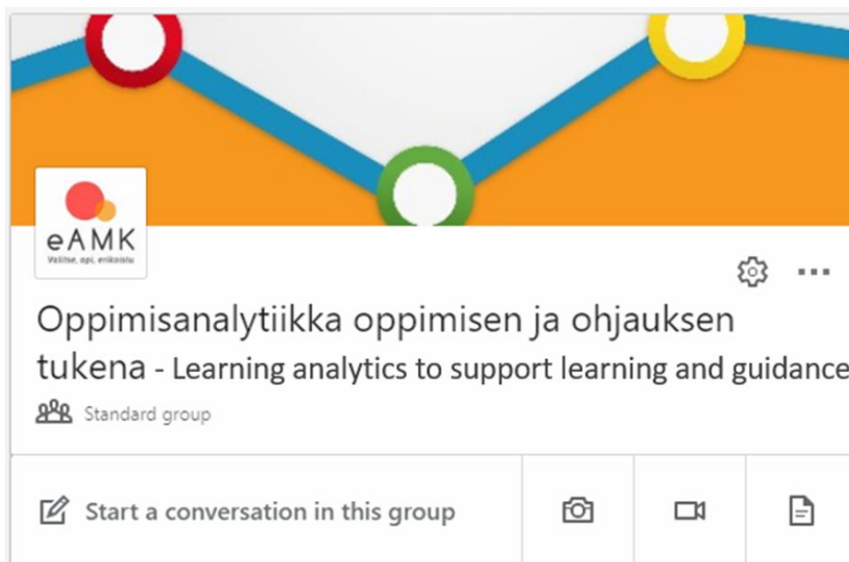 eAMK
Valitse, opi, erikoistu
Oppimisanalytiikka oppimisen ja ohjauksen
tukena - Learning analytics to support learning and guidance
Standard group
Start a conversation in this group